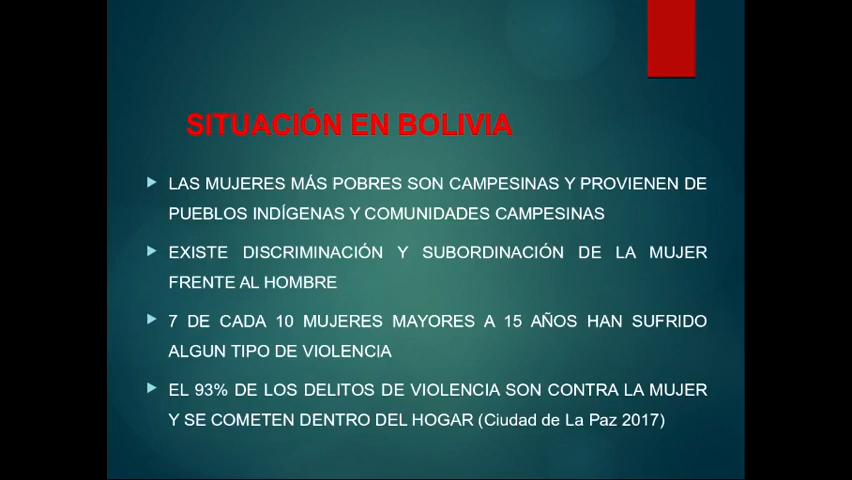 SITUACIÓN EN BOLIVIA
LAS MUJERES MÁS POBRES SON CAMPESINAS Y PROVIENEN DE
PUEBLOS INDÍGENAS Y COMUNIDADES CAMPESINAS
EXISTE DISCRIMINACIÓN Y SUBORDINACIÓN DE LA MUJER
FRENTE AL HOMBRE
7 DE CADA 10 MUJERES MAYORES A 15 AÑOS HAN SUFRIDO
ALGUN TIPO DE VIOLENCIA
EL 93% DE LOS DELITOS DE VIOLENCIA SON CONTRA LA MUJER
Y SE COMETEN DENTRO DEL HOGAR (Ciudad de La Paz 2017)